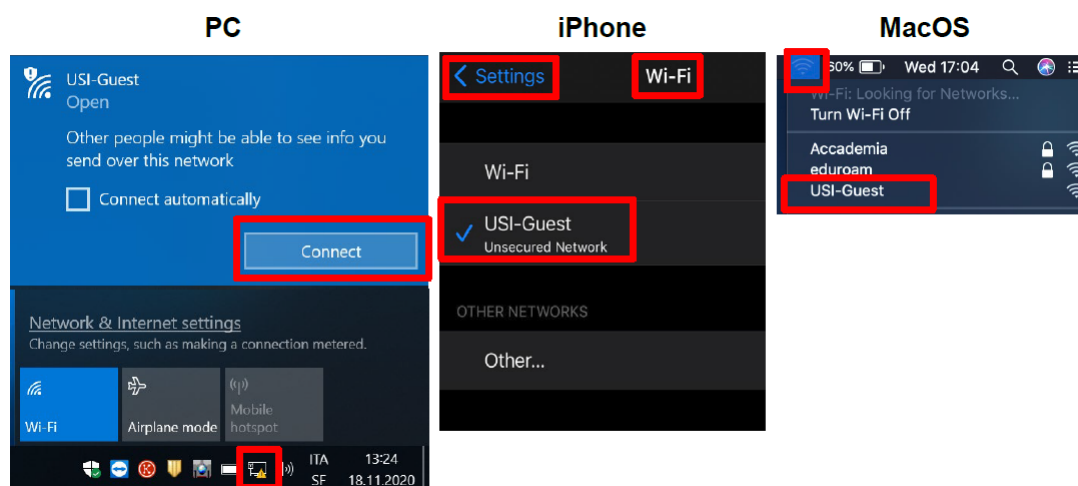 PC
USI-Guest
Open
Other people might be able to see info you
send over this network
Connect automatically
Connect
Network & Internet settings
Change settings, such as making a connection metered.
Wi-Fi
Airplane mode
Mobile
hotspot
ITA
SF
13:24
18.11.2020
iPhone
Settings
Wi-Fi
Wi-Fi
USI-Guest
Unsecured Network
OTHER NETWORKS
Other...
MacOS
60% Wed 17:04
Wi-Fi: Looking for Networks...
Turn Wi-Fi Off
Accademia
eduroam
USI-Guest